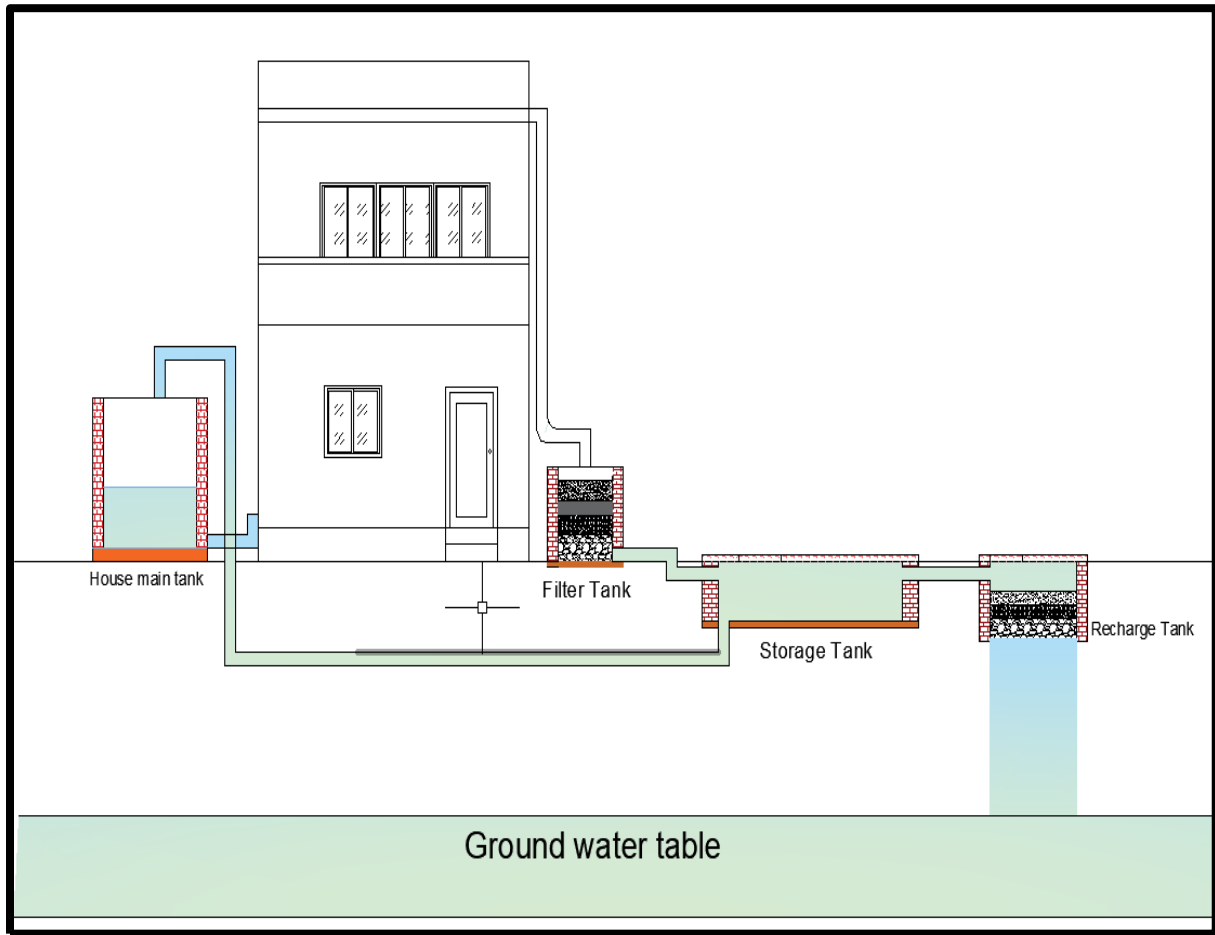 House main tank
Filter Tank
Storage Tank
Recharge Tank
Ground water table